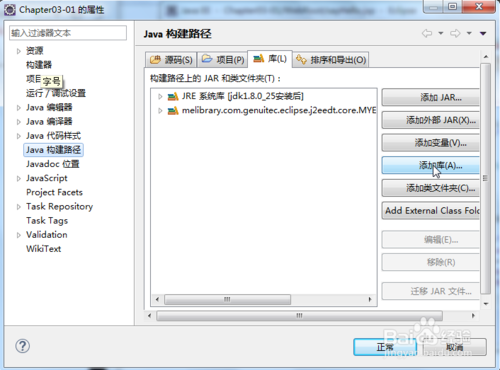 Chapter03-01 的属性
输入过滤器文本
资源
构建器
项目
字号
运行 / 调试设置
Java 编辑器
Java 编译器
Java 代码样式
Java 构建路径
Javadoc 位置
JavaScript
Project Facets
Task Repository
Task Tags
Validation
WikiText
Java 构建路径
源码(S) 项目(P) 库(L) 排序和导出(O)
构建路径上的 JAR 和类文件夹(T)：
JRE 系统库 [jdk1.8.0_25安装后]
melibrary.com.genuitec.eclipse.j2eedt.core.MYE
添加 JAR...
添加外部 JAR(X)...
添加变量(V)...
添加库(A)...
添加类文件夹(C)...
Add External Class Fold
编辑(E)...
移除(R)
迁移 JAR 文件...
正常 取消
Baidu 经验
jingyan.baidu.com